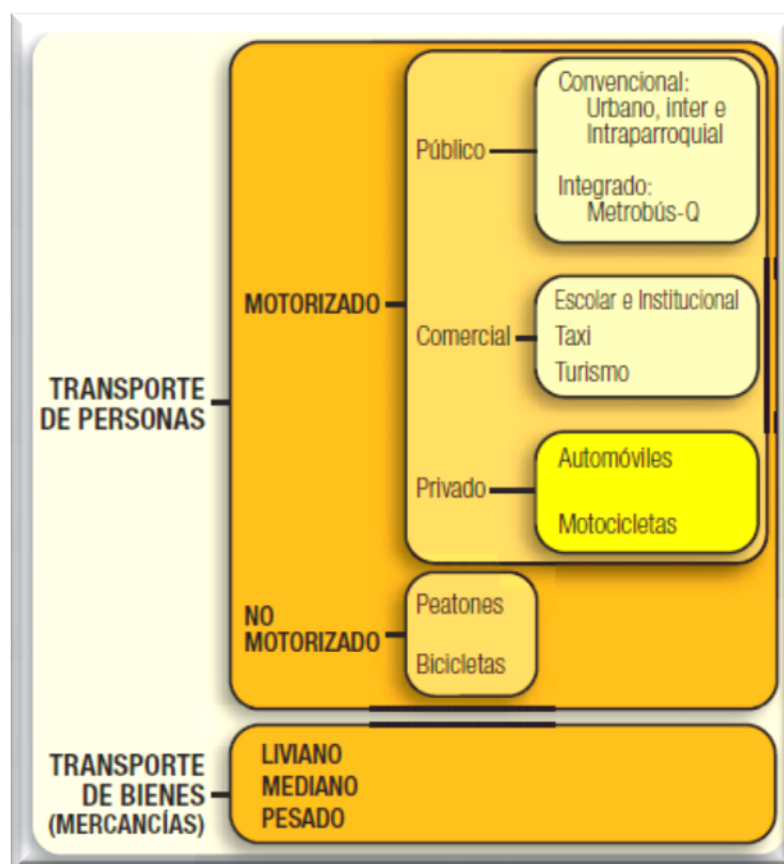 TRANSPORTE
DE PERSONAS
MOTORIZADO
Público
Convencional:
Urbano, inter e
Intraparroquial
Integrado:
Metrobús-Q
Comercial
Escolar e Institucional
Taxi
Turismo
Privado
Automóviles
Motocicletas
NO
MOTORIZADO
Peatones
Bicicletas
TRANSPORTE
DE BIENES
(MERCANCÍAS)
LIVIANO
MEDIANO
PESADO